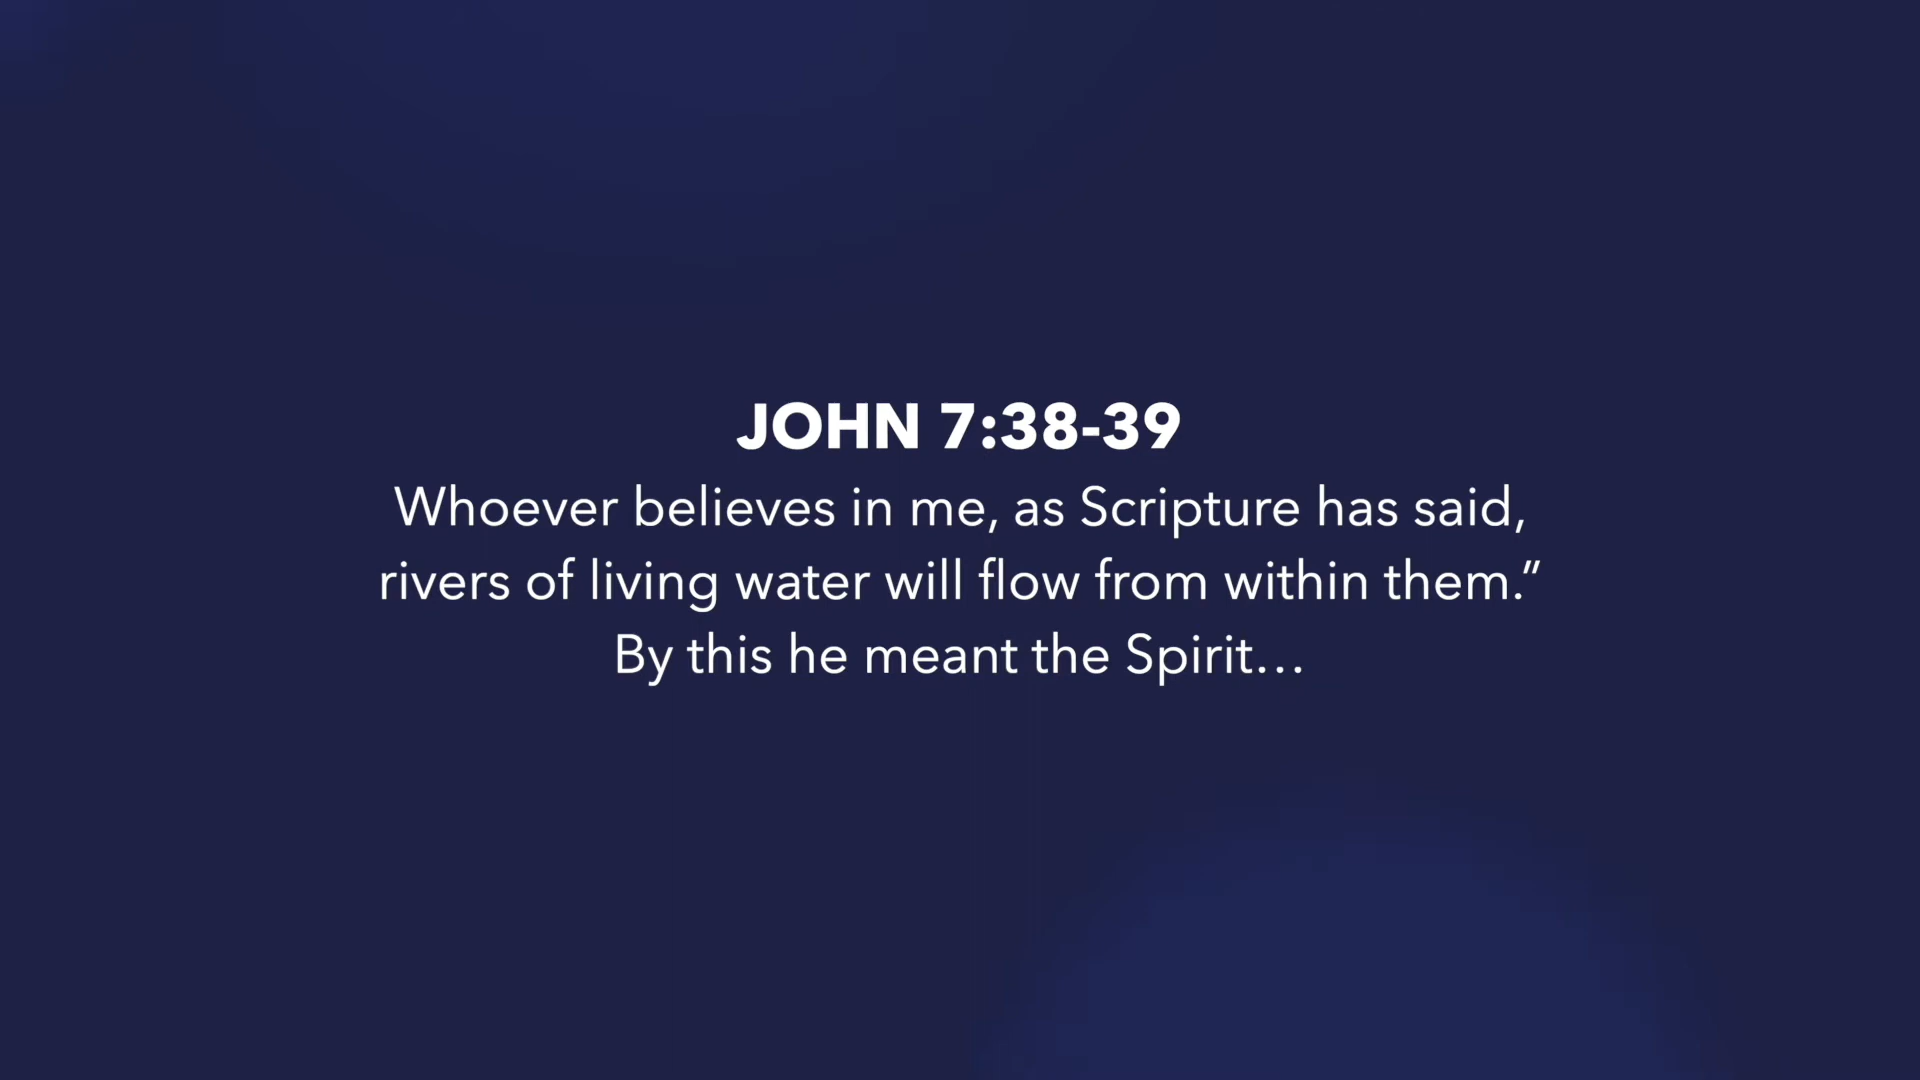 JOHN 7:38-39
Whoever believes in me, as Scripture has said,
rivers of living water will flow from within them.”
By this he meant the Spirit…